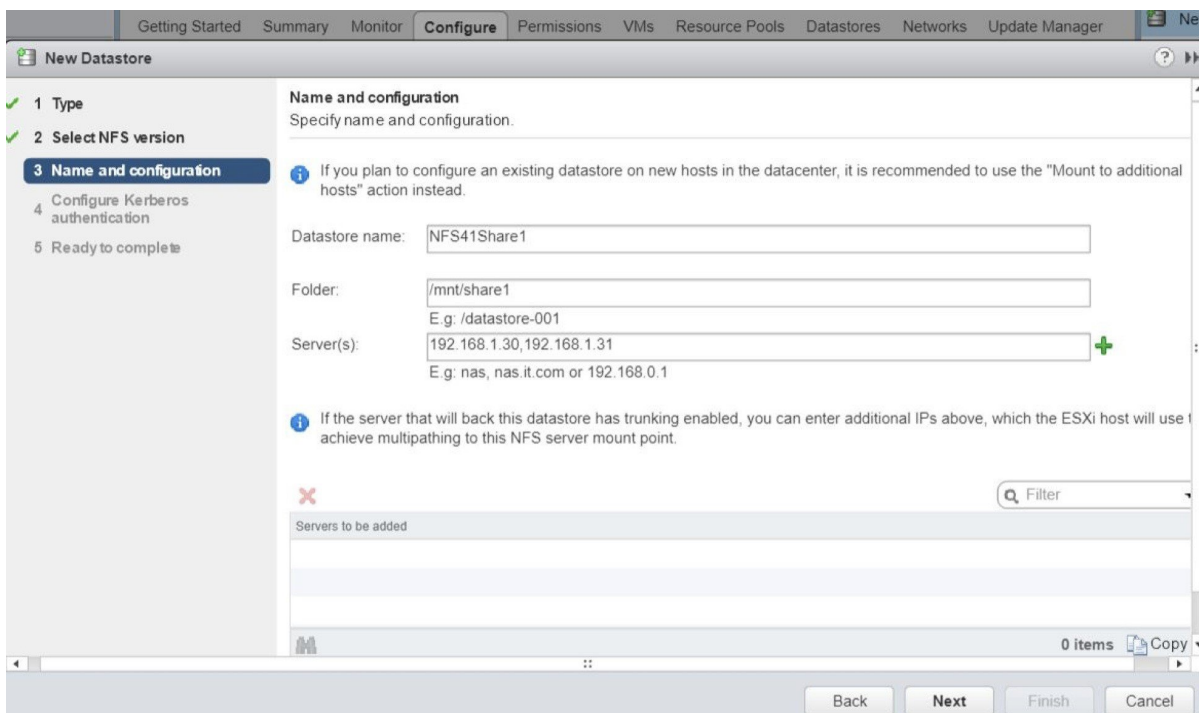 Getting Started Summary Monitor Configure Permissions VMs Resource Pools Datastores Networks Update Manager
New Datastore
1 Type
2 Select NFS version
3 Name and configuration
4 Configure Kerberos
authentication
5 Ready to complete
Name and configuration
Specify name and configuration.
If you plan to configure an existing datastore on new hosts in the datacenter, it is recommended to use the "Mount to additional
hosts" action instead.
Datastore name: NFS41Share1
Folder: /mnt/share1
E.g: /datastore-001
Server(s): 192.168.1.30,192.168.1.31
E.g: nas, nas.it.com or 192.168.0.1
If the server that will back this datastore has trunking enabled, you can enter additional IPs above, which the ESXi host will use
achieve multipathing to this NFS server mount point.
Filter
Servers to be added
0 items Copy
Back Next Finish Cancel